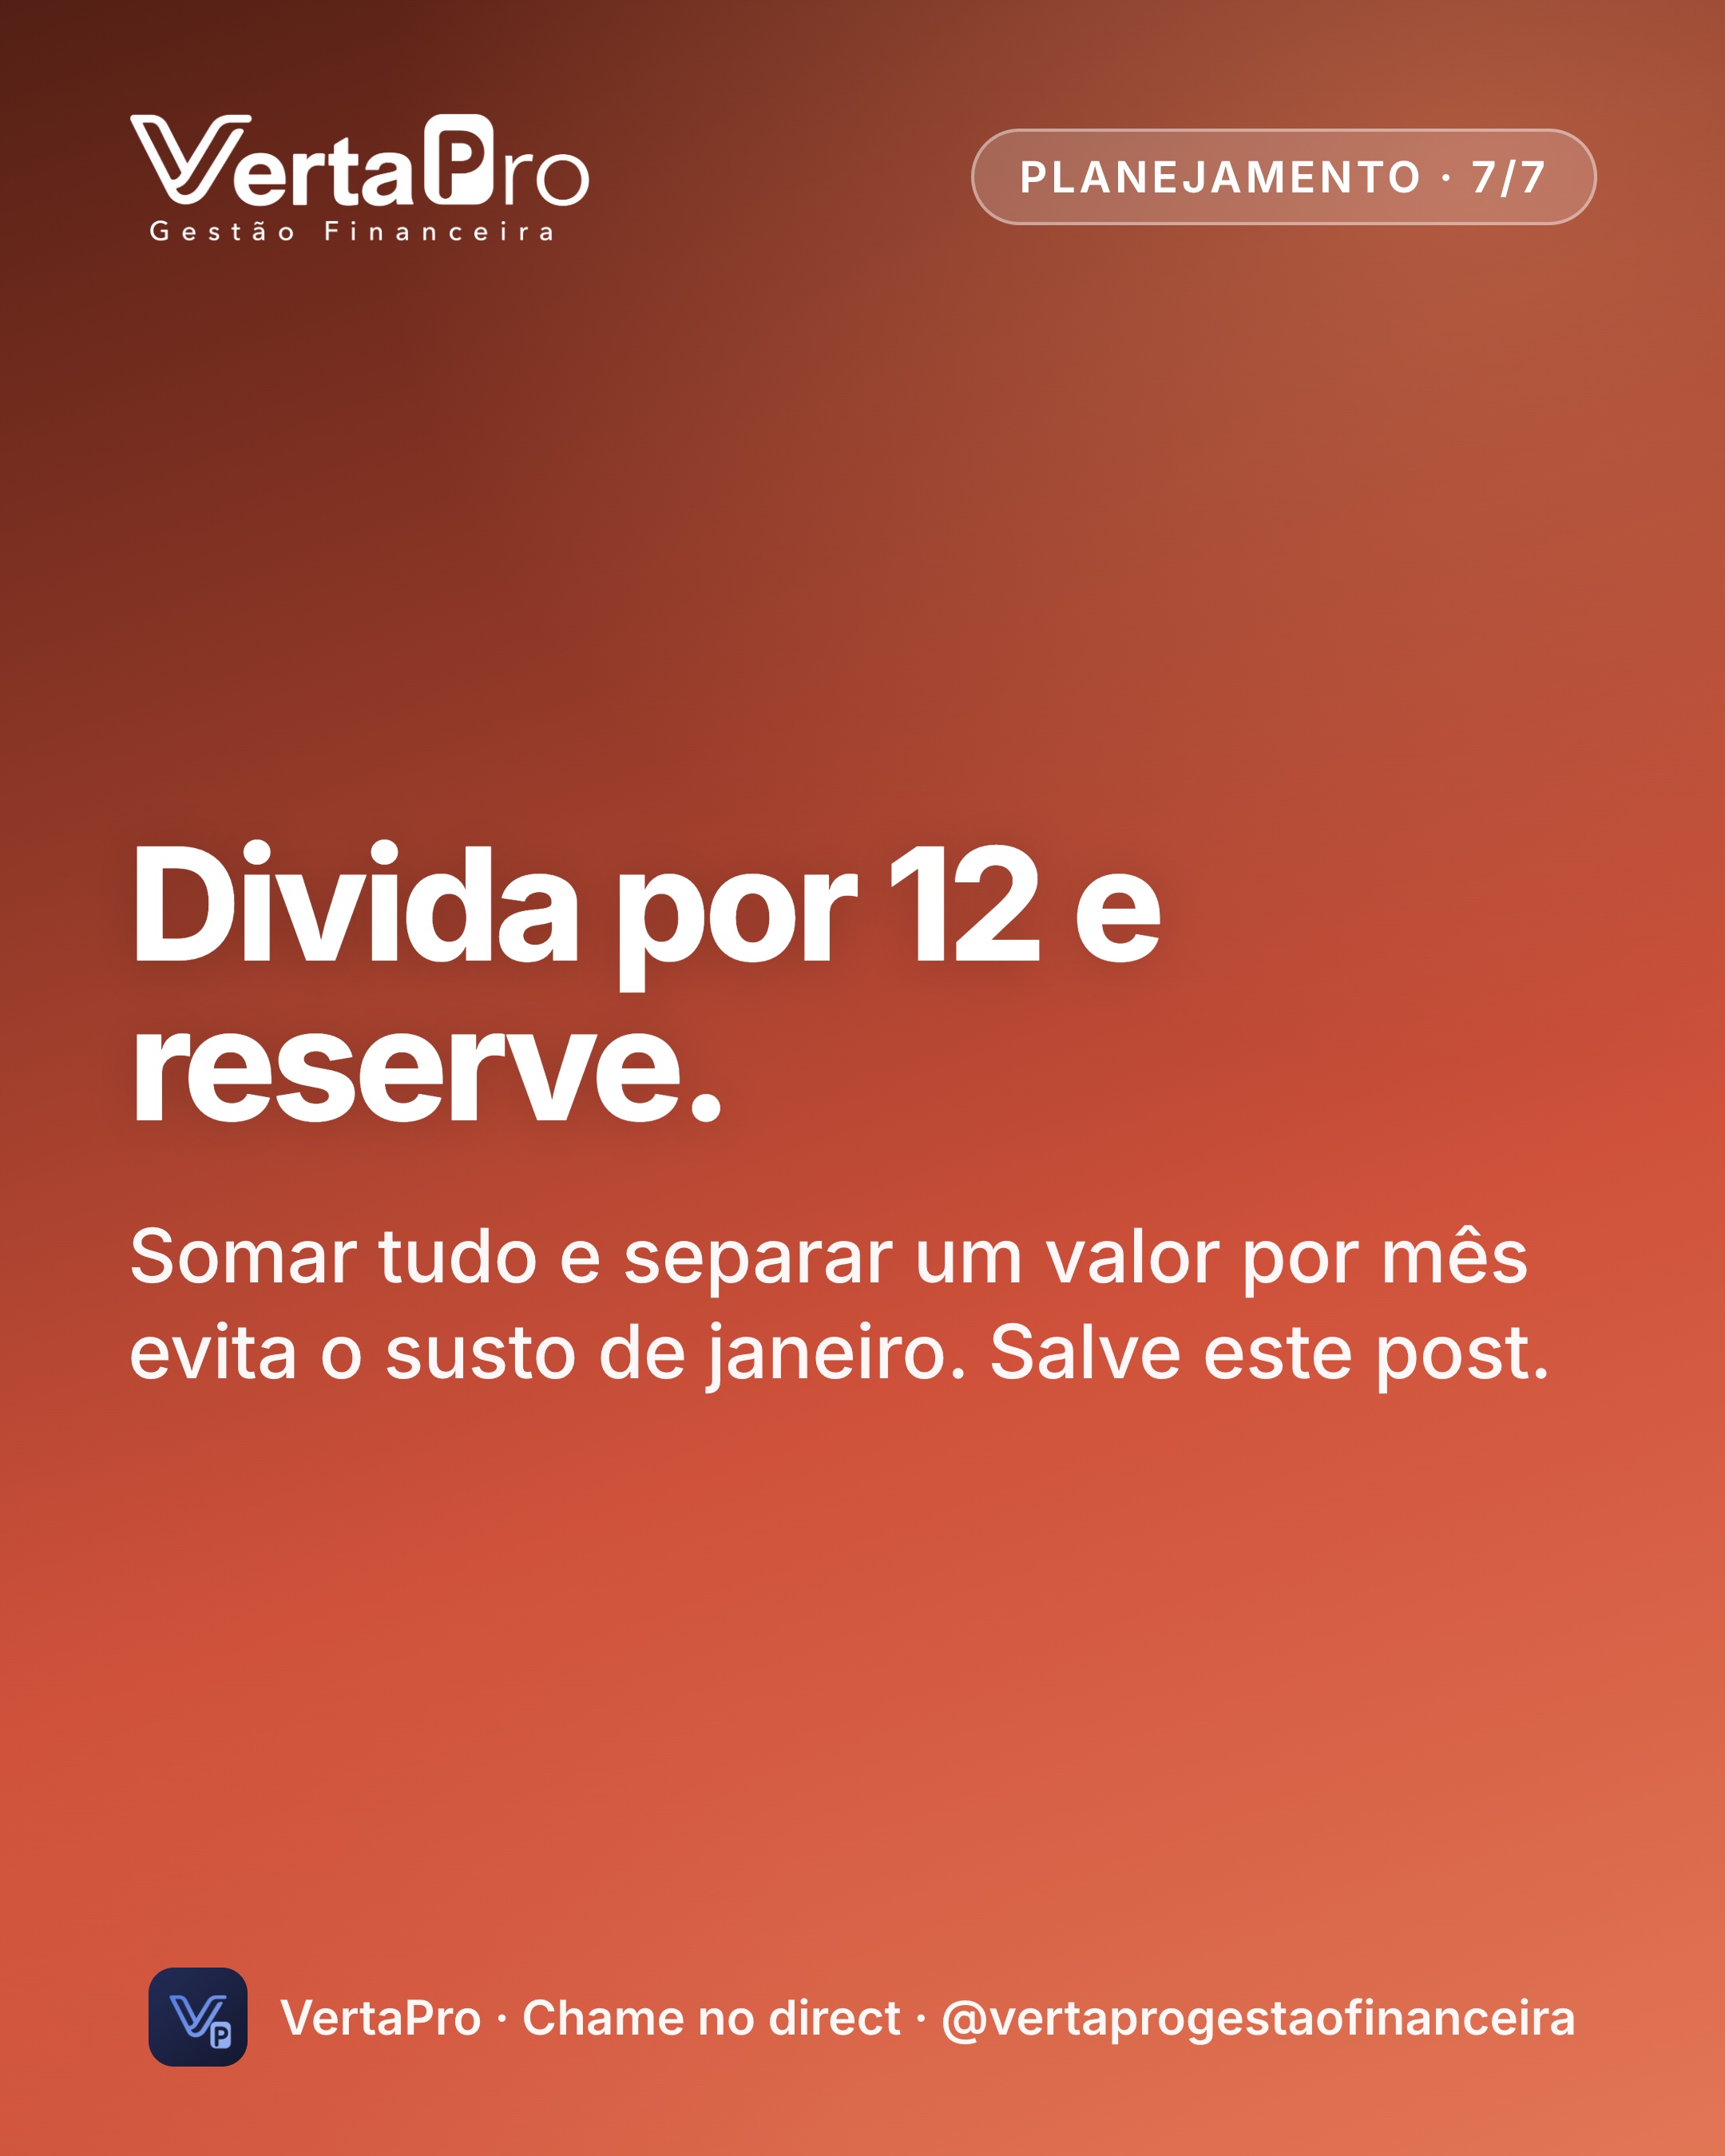 VertaPro
Gestão Financeira
PLANEJAMENTO · 7/7
Divida por 12 e
reserve.
Somar tudo e separar um valor por mês
evita o susto de janeiro. Salve este post.
VP
VertaPro · Chame no direct · @vertaprogestaofinanceira